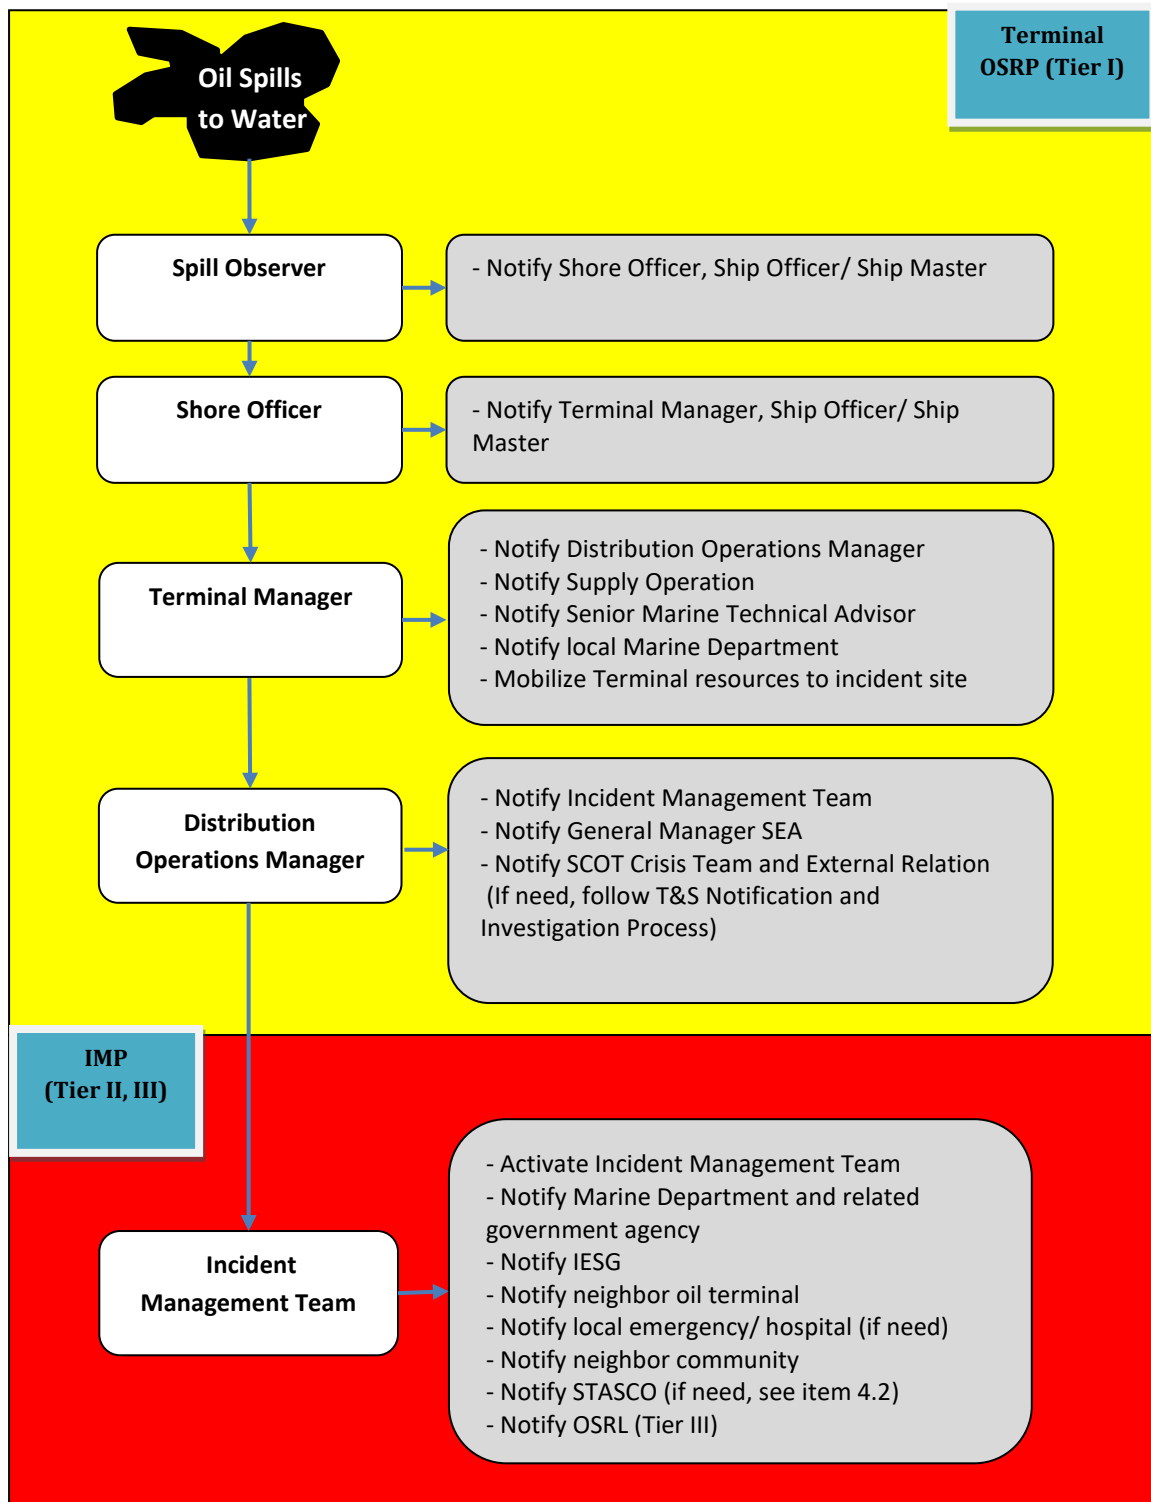 Terminal
OSRP (Tier I)
Oil Spills
to Water
Spill Observer
- Notify Shore Officer, Ship Officer/ Ship Master
Shore Officer
- Notify Terminal Manager, Ship Officer/ Ship
Master
Terminal Manager
- Notify Distribution Operations Manager
- Notify Supply Operation
- Notify Senior Marine Technical Advisor
- Notify local Marine Department
- Mobilize Terminal resources to incident site
Distribution
Operations Manager
- Notify Incident Management Team
- Notify General Manager SEA
- Notify SCOT Crisis Team and External Relation
(If need, follow T&S Notification and
Investigation Process)
IMP
(Tier II, III)
Incident
Management Team
- Activate Incident Management Team
- Notify Marine Department and related
government agency
- Notify IESG
- Notify neighbor oil terminal
- Notify local emergency/ hospital (if need)
- Notify neighbor community
- Notify STASCO (if need, see item 4.2)
- Notify OSRL (Tier III)